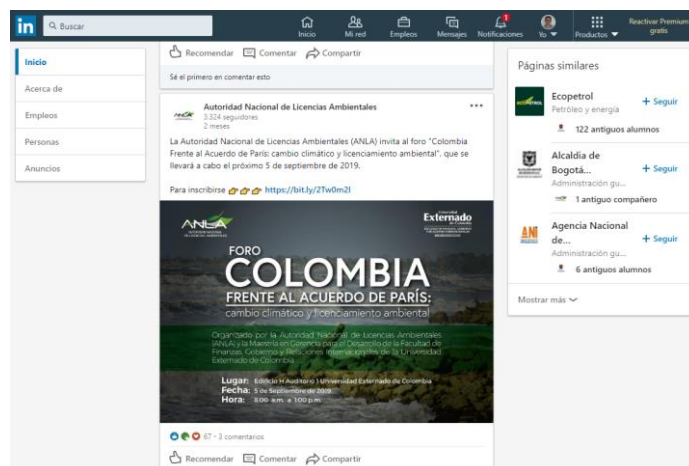 in
Buscar
Inicio
Mi red
Empleos
Mensajes
Notificaciones
Yo
Productos
Reactivar Premium
gratis
Inicio
Acerca de
Empleos
Personas
Anuncios
Recomendar Comentar Compartir
Sé el primero en comentar esto
ANLA
Autoridad Nacional de Licencias Ambientales
3.324 seguidores
2 meses
La Autoridad Nacional de Licencias Ambientales (ANLA) invita al foro "Colombia
Frente al Acuerdo de París: cambio climático y licenciamiento ambiental", que se
llevará a cabo el próximo 5 de septiembre de 2019.
Para inscribirse 👉👉👉 https://bit.ly/2Tw0m2I
ANLA
Externado
FORO
COLOMBIA
FRENTE AL ACUERDO DE PARÍS:
cambio climático y licenciamiento ambiental
Organizado por la Autoridad Nacional de Licencias Ambientales
(ANLA) y la Maestría en Gerencia para el Desarrollo de la Facultad de
Finanzas, Gobierno y Relaciones Internacionales de la Universidad
Externado de Colombia.
Lugar: Edificio H Auditorio 1 Universidad Externado de Colombia
Fecha: 5 de Septiembre de 2019
Hora: 8:00 a.m. a 1:00 p.m.
67 · 3 comentarios
Recomendar Comentar Compartir
Páginas similares
Ecopetrol
Petróleo y energía
+ Seguir
122 antiguos alumnos
Alcaldia de
Bogotá...
Administración gu...
+ Seguir
1 antiguo compañero
ANI
Agencia Nacional
de...
Administración gu...
+ Seguir
6 antiguos alumnos
Mostrar más